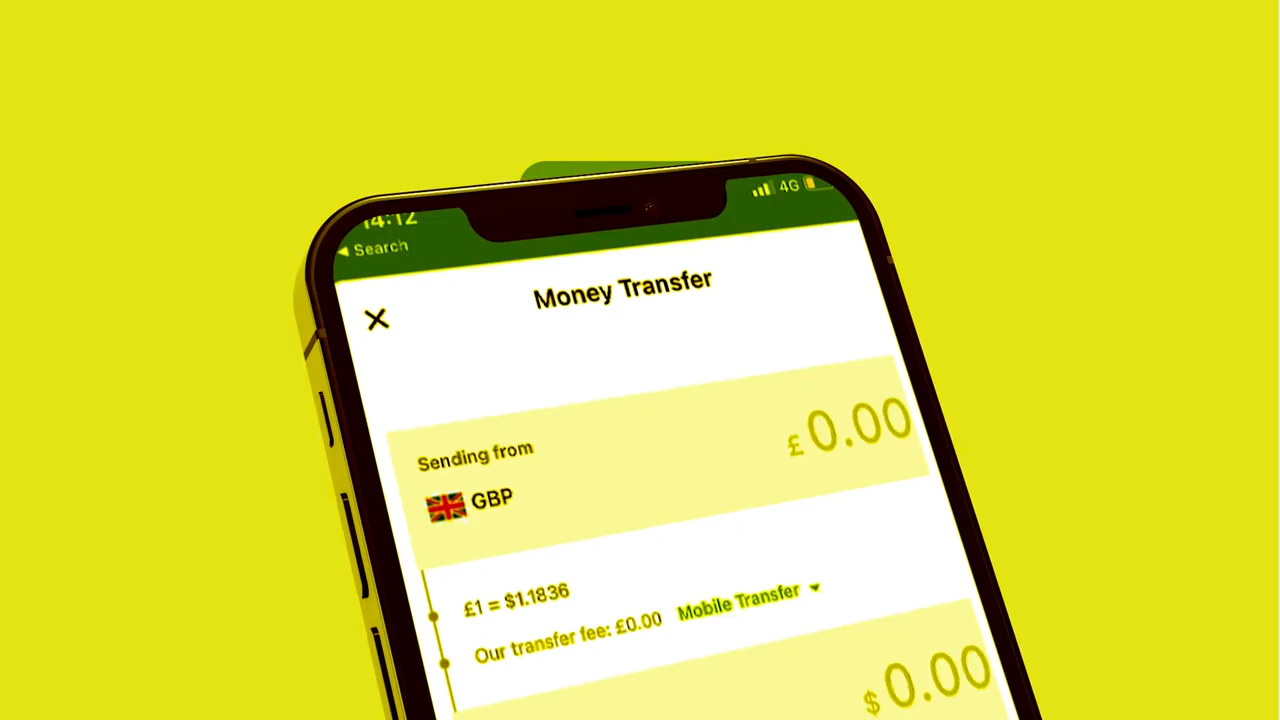 14:12
4G
◀ Search
Money Transfer
Sending from
£0.00
GBP
£1 = $1.1836
Our transfer fee: £0.00 Mobile Transfer
$0.00